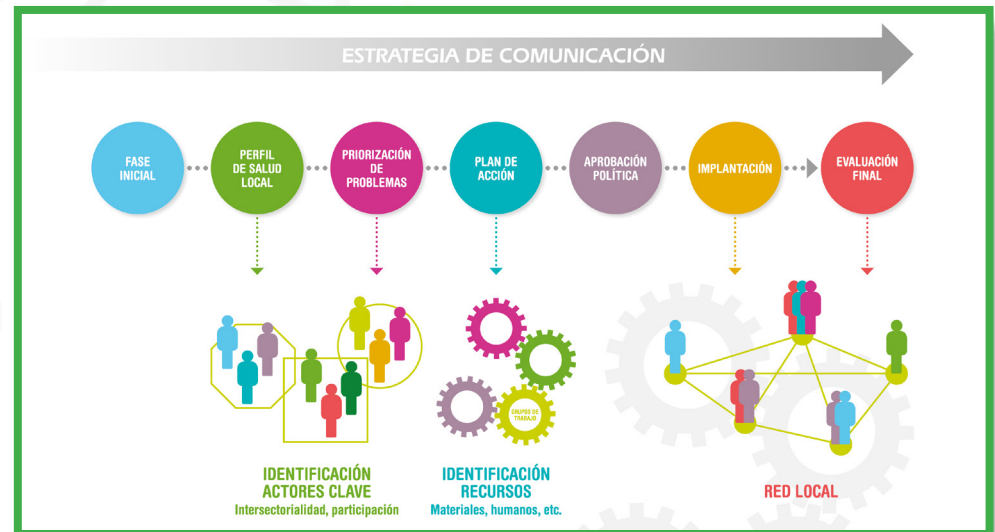 ESTRATEGIA DE COMUNICACIÓN
FASE
INICIAL
PERFIL
DE SALUD
LOCAL
PRIORIZACIÓN
DE
PROBLEMAS
PLAN DE
ACCIÓN
APROBACIÓN
POLÍTICA
IMPLANTACIÓN
EVALUACIÓN
FINAL
GRUPOS DE
TRABAJO
IDENTIFICACIÓN
ACTORES CLAVE
Intersectorialidad, participación
IDENTIFICACIÓN
RECURSOS
Materiales, humanos, etc.
RED LOCAL